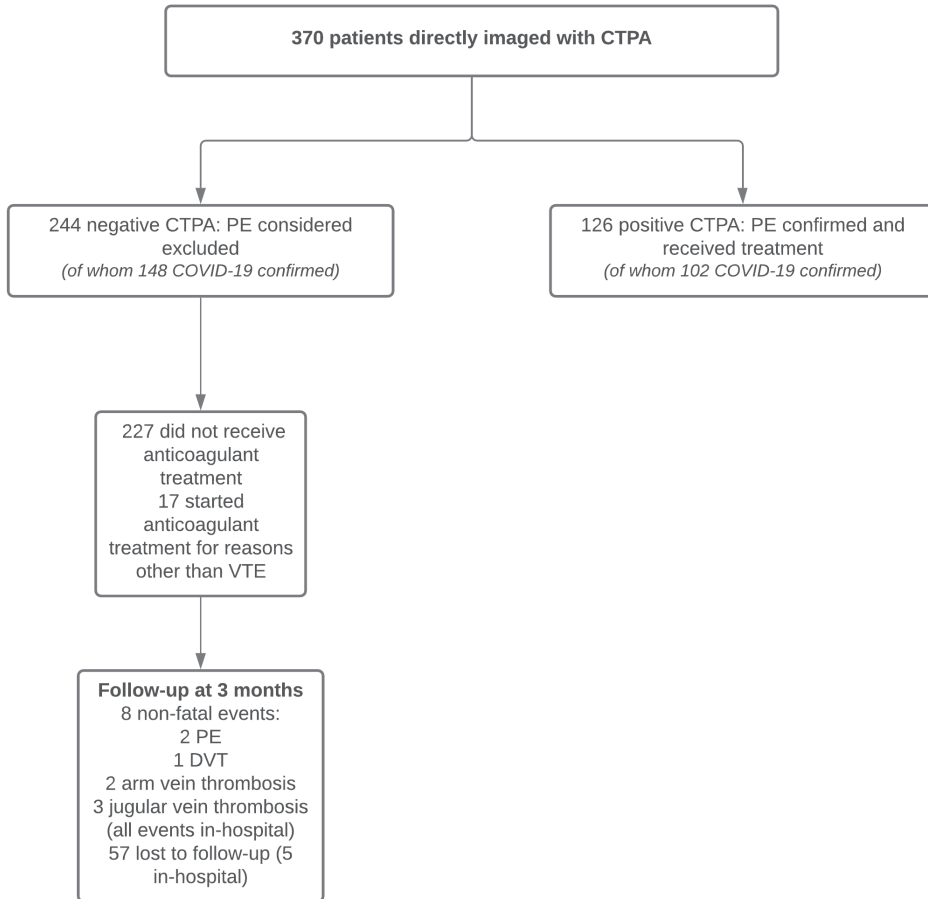 370 patients directly imaged with CTPA
244 negative CTPA: PE considered
excluded
(of whom 148 COVID-19 confirmed)
126 positive CTPA: PE confirmed and
received treatment
(of whom 102 COVID-19 confirmed)
227 did not receive
anticoagulant
treatment
17 started
anticoagulant
treatment for reasons
other than VTE
Follow-up at 3 months
8 non-fatal events:
2 PE
1 DVT
2 arm vein thrombosis
3 jugular vein thrombosis
(all events in-hospital)
57 lost to follow-up (5
in-hospital)